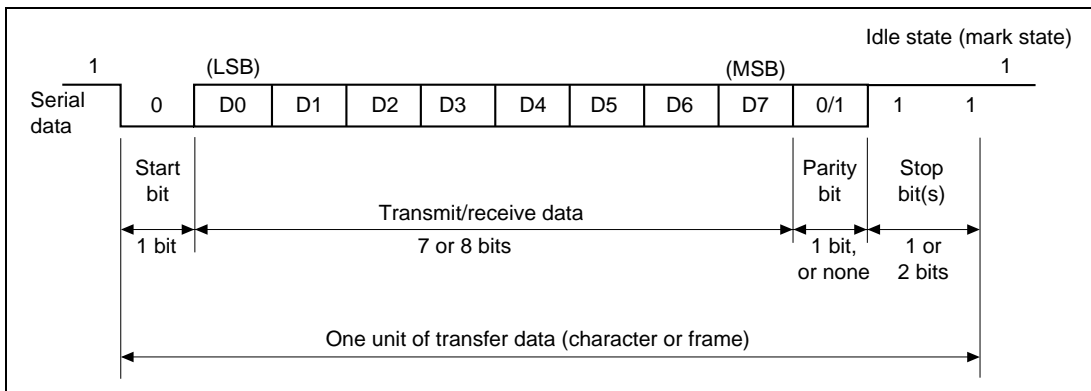 Idle state (mark state)
1 (LSB) (MSB) 1
Serial data
0 D0 D1 D2 D3 D4 D5 D6 D7 0/1 1 1
Start bit
Parity bit
Stop bit(s)
Transmit/receive data
1 bit
7 or 8 bits
1 bit, or none
1 or 2 bits
One unit of transfer data (character or frame)